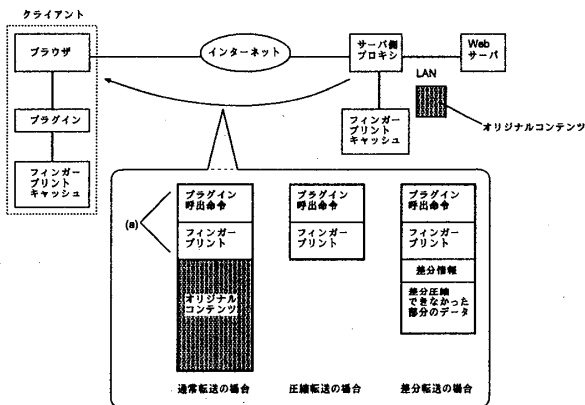 クライアント
ブラウザ
インターネット
サーバ側
プロキシ
Web
サーバ
LAN
プラグイン
フィンガー
プリント
キャッシュ
オリジナルコンテンツ
フィンガー
プリント
キャッシュ
(a)
プラグイン
呼出命令
フィンガー
プリント
オリジナル
コンテンツ
プラグイン
呼出命令
フィンガー
プリント
プラグイン
呼出命令
フィンガー
プリント
差分情報
差分圧縮
できなかった
部分のデータ
通常転送の場合
圧縮転送の場合
差分転送の場合